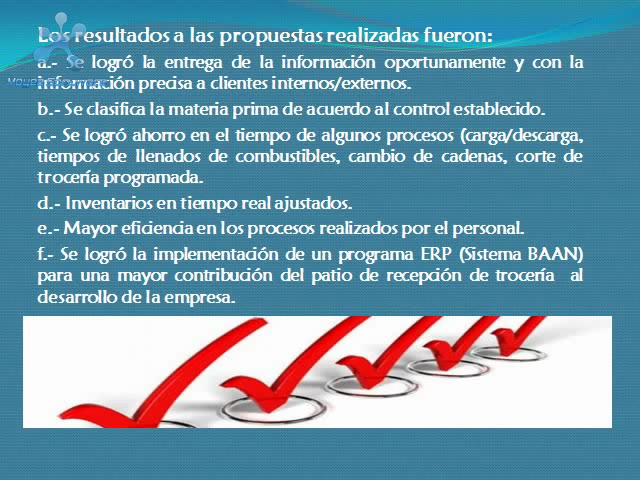 Los resultados a las propuestas realizadas fueron:
a.- Se logró la entrega de la información oportunamente y con la
información precisa a clientes internos/externos.
b.- Se clasifica la materia prima de acuerdo al control establecido.
c.- Se logró ahorro en el tiempo de algunos procesos (carga/descarga,
tiempos de llenados de combustibles, cambio de cadenas, corte de
trocería programada.
d.- Inventarios en tiempo real ajustados.
e.- Mayor eficiencia en los procesos realizados por el personal.
f.- Se logró la implementación de un programa ERP (Sistema BAAN)
para una mayor contribución del patio de recepción de trocería al
desarrollo de la empresa.